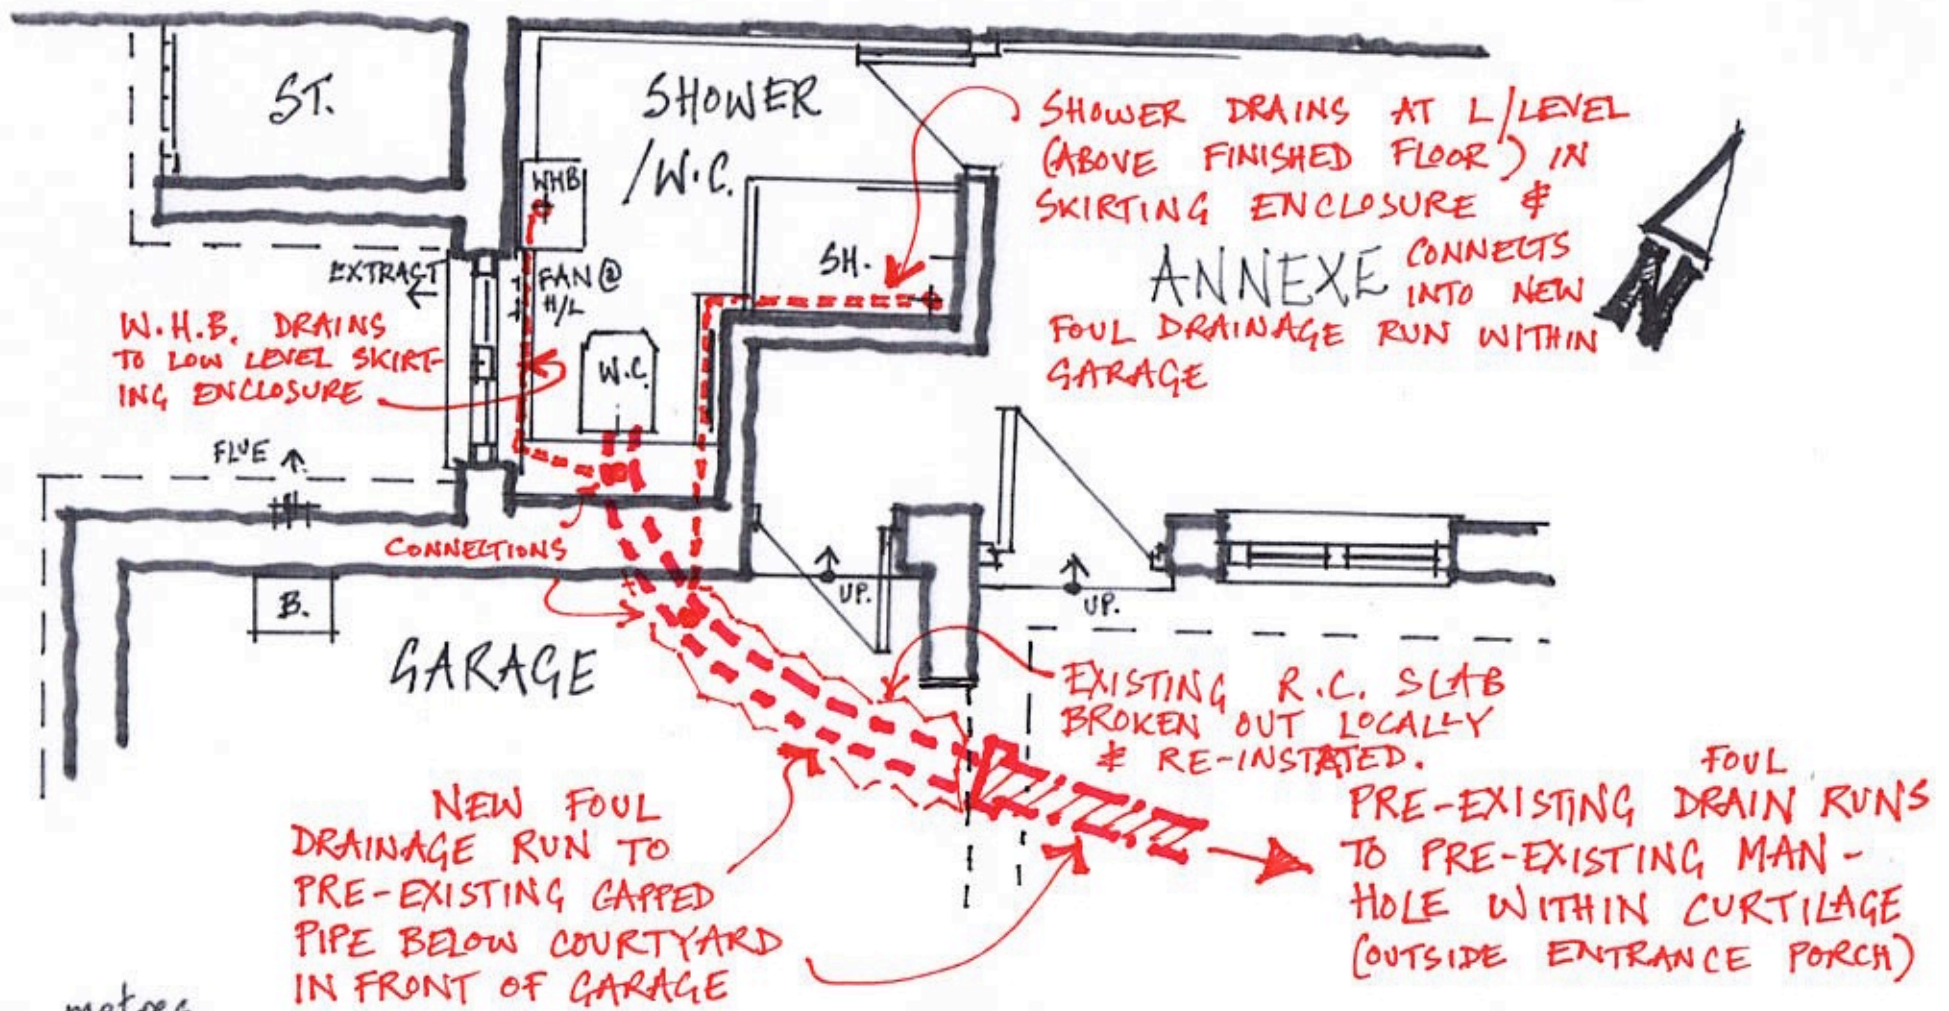 ST.
SHOWER
/W.C.
WHB
SHOWER DRAINS AT L/LEVEL
(ABOVE FINISHED FLOOR) IN
SKIRTING ENCLOSURE &
CONNECTS
INTO NEW
FOUL DRAINAGE RUN WITHIN
GARAGE
ANNEXE
N
SH.
EXTRACT
FAN @
H/L
W.H.B. DRAINS
TO LOW LEVEL SKIRT-
ING ENCLOSURE
W.C.
FLUE
CONNECTIONS
B.
UP.
UP.
GARAGE
EXISTING R.C. SLAB
BROKEN OUT LOCALLY
& RE-INSTATED.
NEW FOUL
DRAINAGE RUN TO
PRE-EXISTING CAPPED
PIPE BELOW COURTYARD
IN FRONT OF GARAGE
FOUL
PRE-EXISTING DRAIN RUNS
TO PRE-EXISTING MAN-
HOLE WITHIN CURTILAGE
(OUTSIDE ENTRANCE PORCH)
metres